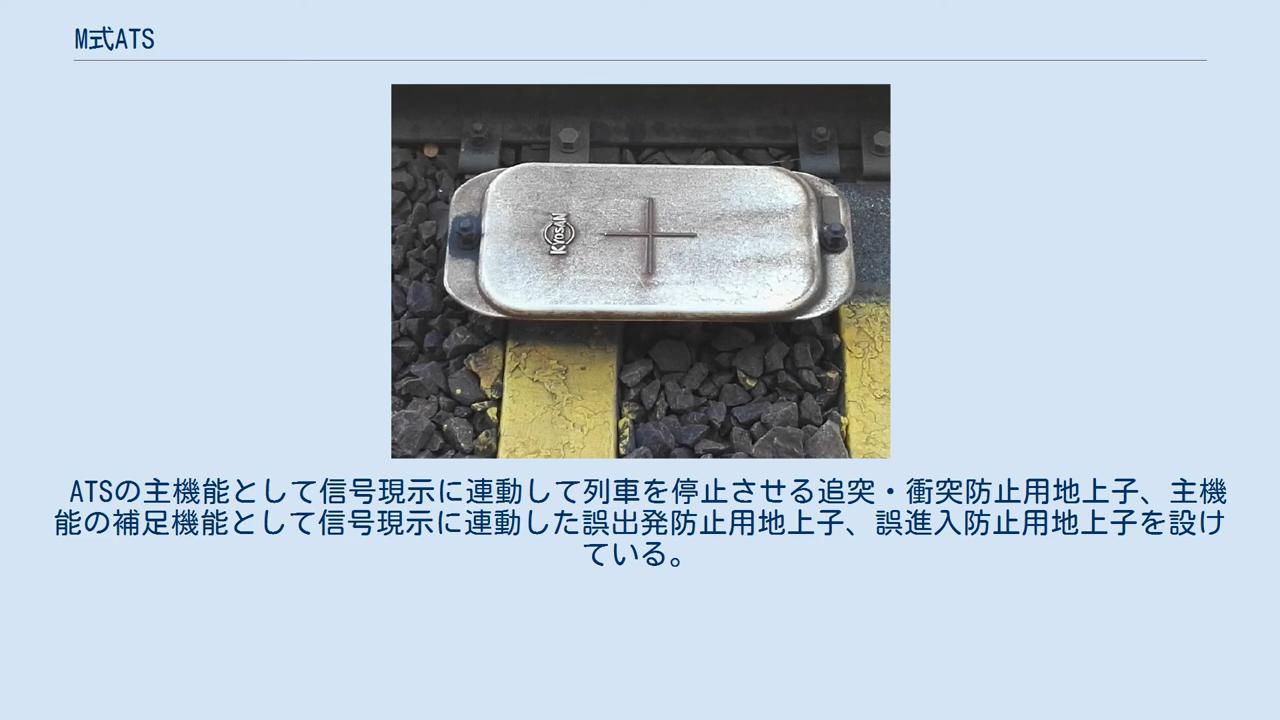 M式ATS
KYOSAN
ATSの主機能として信号現示に連動して列車を停止させる追突・衝突防止用地上子、主機
能の補足機能として信号現示に連動した誤出発防止用地上子、誤進入防止用地上子を設け
ている。